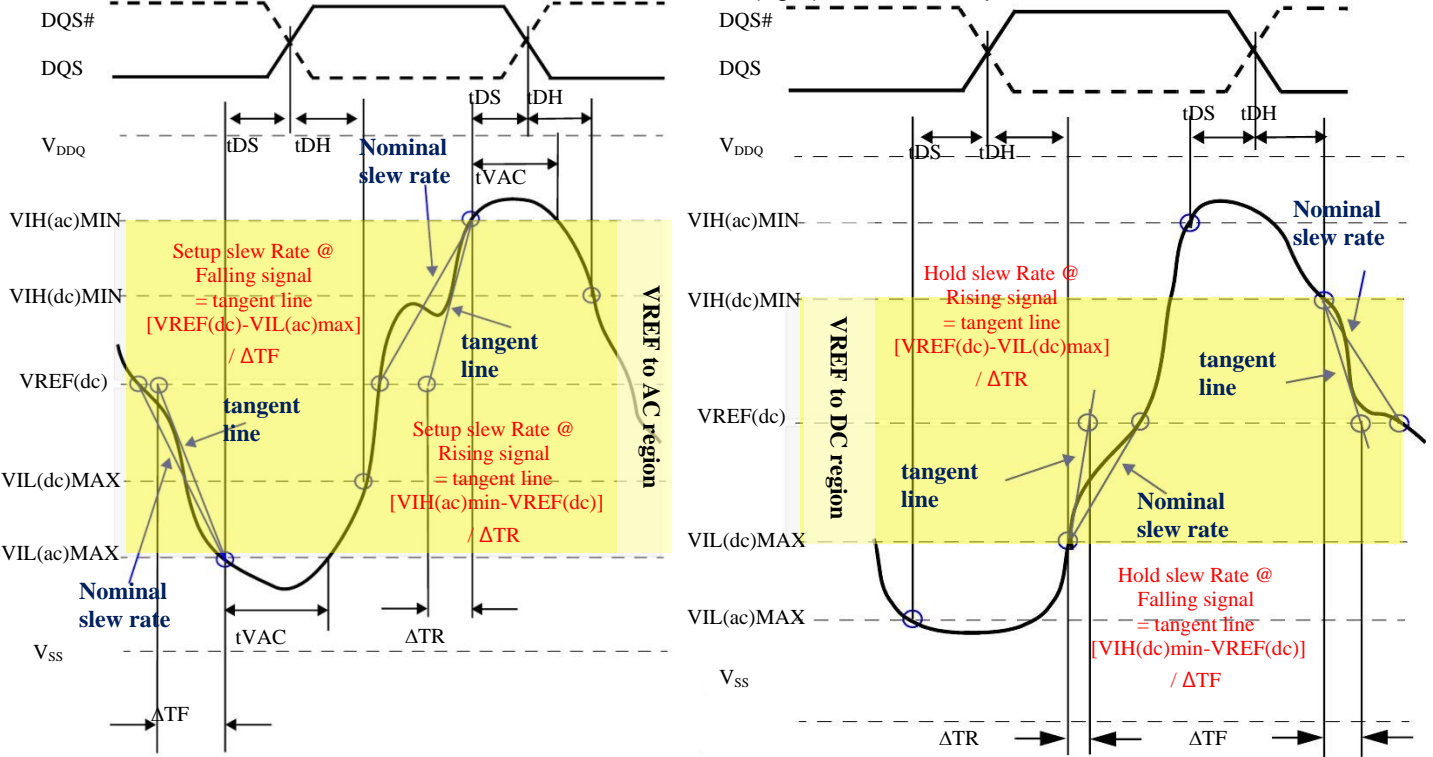 DQS#
DQS
tDS
tDH
tDS
tDH
VDDQ
Nominal
slew rate
tVAC
VIH(ac)MIN
Setup slew Rate @
Falling signal
= tangent line
[VREF(dc)-VIL(ac)max]
/ ΔTF
VIH(dc)MIN
tangent
line
VREF to AC region
VREF(dc)
tangent
line
Setup slew Rate @
Rising signal
= tangent line
[VIH(ac)min-VREF(dc)]
/ ΔTR
VIL(dc)MAX
VIL(ac)MAX
Nominal
slew rate
tVAC
ΔTR
VSS
ΔTF
DQS#
DQS
tDS
tDH
tDS
tDH
VDDQ
VIH(ac)MIN
Nominal
slew rate
Hold slew Rate @
Rising signal
= tangent line
[VREF(dc)-VIL(dc)max]
/ ΔTR
VIH(dc)MIN
VREF to DC region
tangent
line
VREF(dc)
tangent
line
Nominal
slew rate
VIL(dc)MAX
Hold slew Rate @
Falling signal
= tangent line
[VIH(dc)min-VREF(dc)]
/ ΔTF
VIL(ac)MAX
VSS
ΔTR
ΔTF